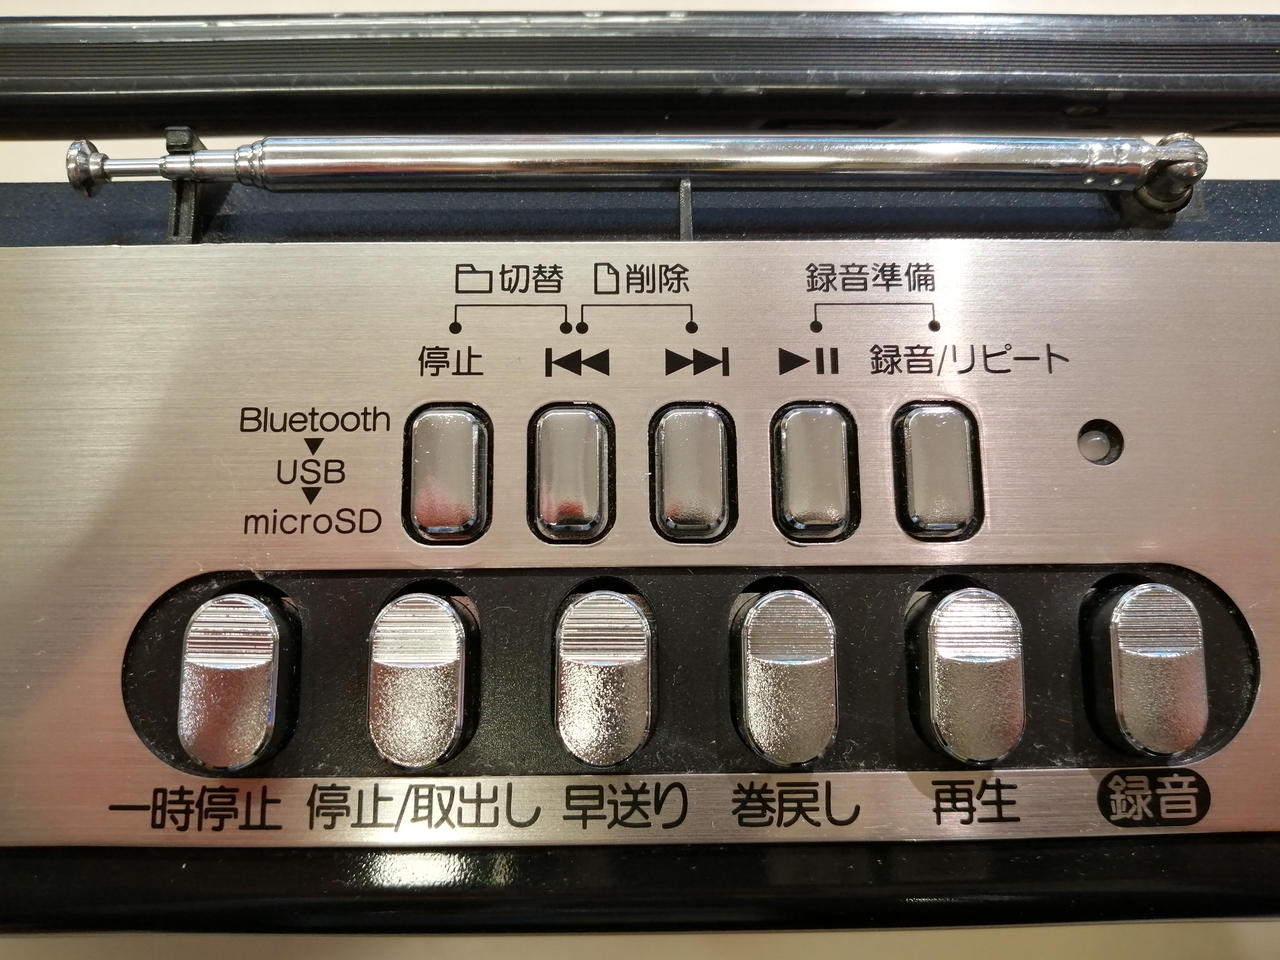 切替 削除 録音準備
停止 録音/リピート
Bluetooth
USB
microSD
一時停止 停止/取出し 早送り 巻戻し 再生 録音